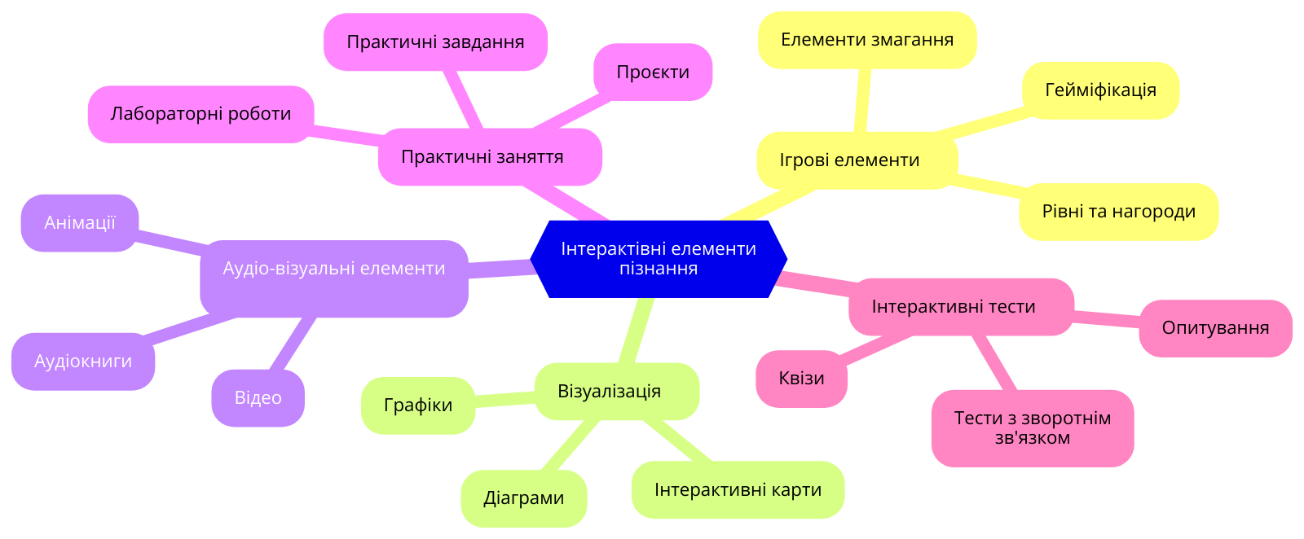 Інтерактівні елементи
пізнання
Практичні заняття
Практичні завдання
Проєкти
Лабораторні роботи
Ігрові елементи
Елементи змагання
Гейміфікація
Рівні та нагороди
Аудіо-візуальні елементи
Анімації
Аудіокниги
Відео
Візуалізація
Графіки
Діаграми
Інтерактивні карти
Інтерактивні тести
Опитування
Квізи
Тести з зворотнім
зв'язком